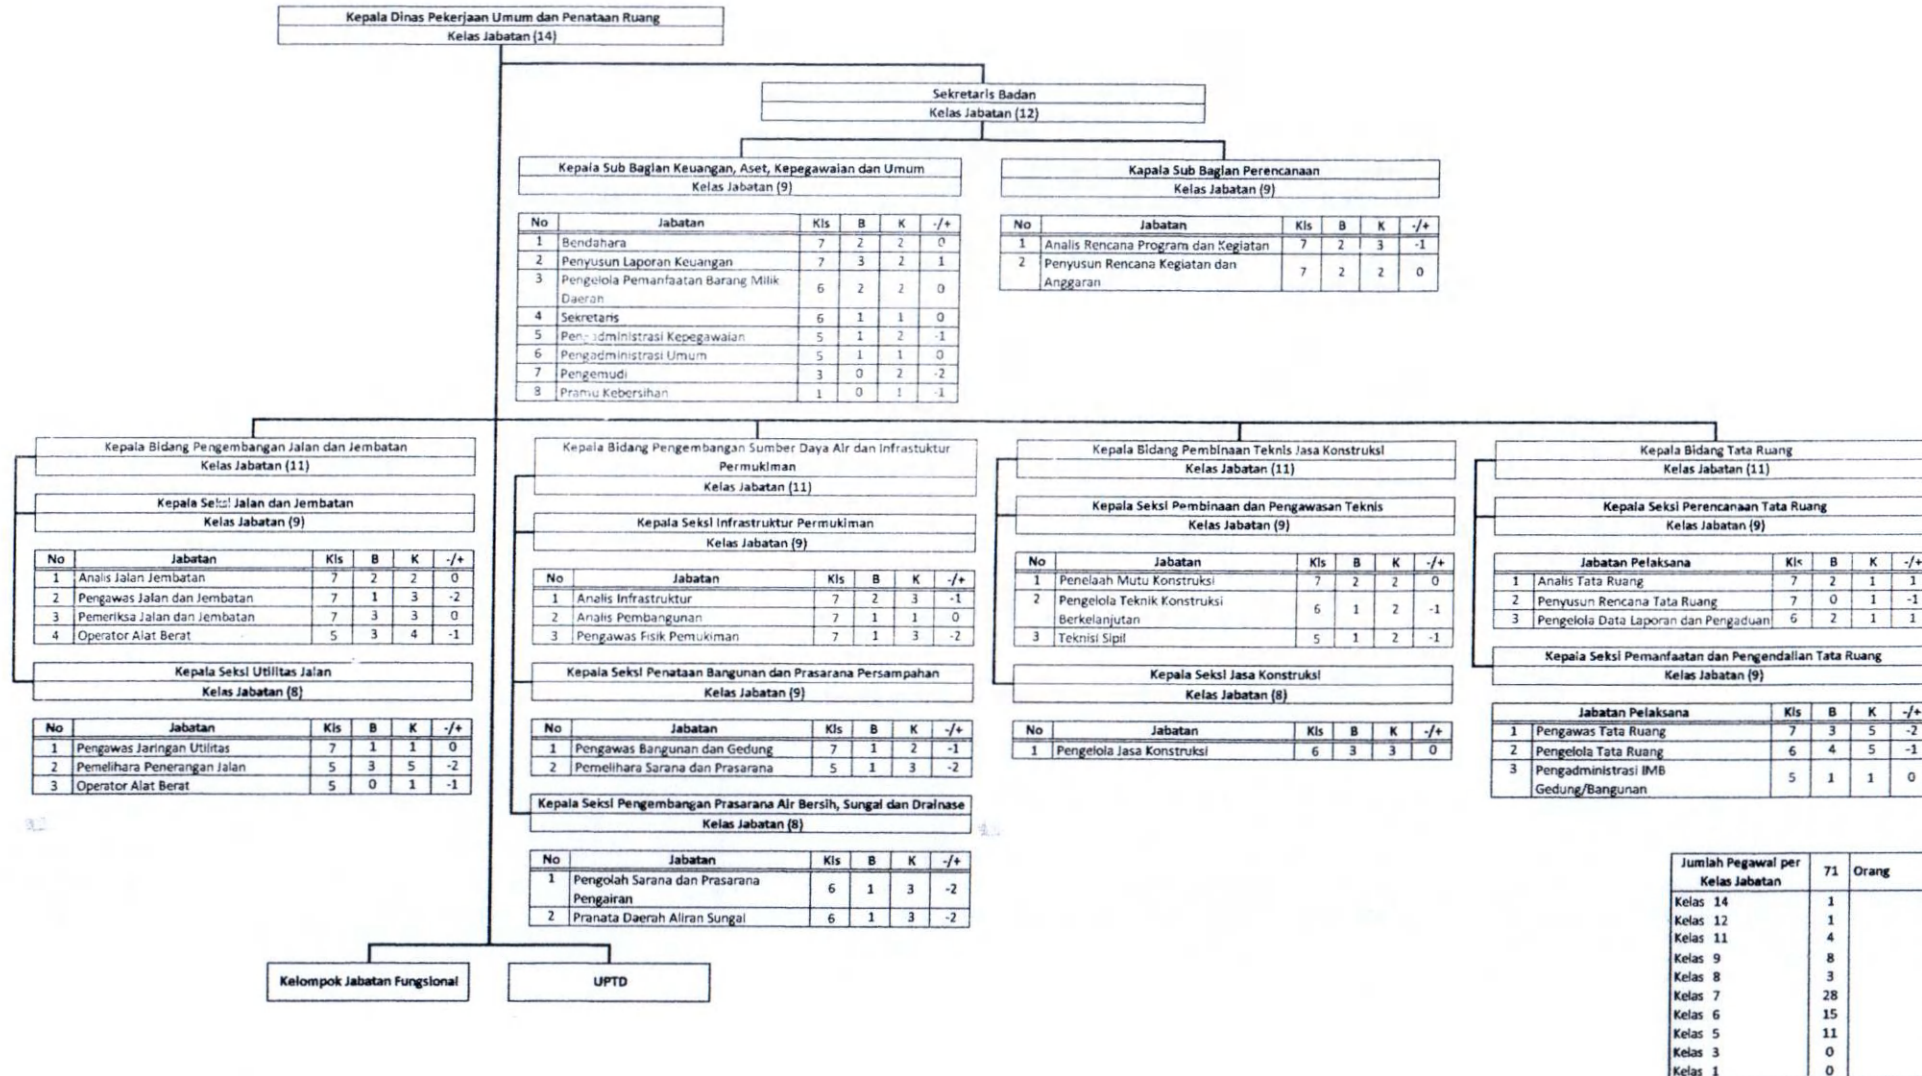 Kepala Dinas Pekerjaan Umum dan Penataan Ruang
Kelas Jabatan (14)
Sekretaris Badan
Kelas Jabatan (12)
Kepala Sub Bagian Keuangan, Aset, Kepegawaian dan Umum
Kelas Jabatan (9)
No Jabatan Kls B K -/+
1 Bendahara 7 2 2 0
2 Penyusun Laporan Keuangan 7 3 2 1
3 Pengelola Pemanfaatan Barang Milik
Daerah 6 2 2 0
4 Sekretaris 6 1 1 0
5 Pengadministrasi Kepegawaian 5 1 2 -1
6 Pengadministrasi Umum 5 1 1 0
7 Pengemudi 3 0 2 -2
8 Pramu Kebersihan 1 0 1 -1
Kapala Sub Bagian Perencanaan
Kelas Jabatan (9)
No Jabatan Kls B K -/+
1 Analis Rencana Program dan Kegiatan 7 2 3 -1
2 Penyusun Rencana Kegiatan dan
Anggaran 7 2 2 0
Kepala Bidang Pengembangan Jalan dan Jembatan
Kelas Jabatan (11)
Kepala Seksi Jalan dan Jembatan
Kelas Jabatan (9)
No Jabatan Kls B K -/+
1 Analis Jalan Jembatan 7 2 2 0
2 Pengawas Jalan dan Jembatan 7 1 3 -2
3 Pemeriksa Jalan dan Jembatan 7 3 3 0
4 Operator Alat Berat 5 3 4 -1
Kepala Seksi Utilitas Jalan
Kelas Jabatan (8)
No Jabatan Kls B K -/+
1 Pengawas Jaringan Utilitas 7 1 1 0
2 Pemelihara Penerangan Jalan 5 3 5 -2
3 Operator Alat Berat 5 0 1 -1
Kepala Bidang Pengembangan Sumber Daya Air dan Infrastuktur
Permukiman
Kelas Jabatan (11)
Kepala Seksi Infrastruktur Permukiman
Kelas Jabatan (9)
No Jabatan Kls B K -/+
1 Analis Infrastruktur 7 2 3 -1
2 Analis Pembangunan 7 1 1 0
3 Pengawas Fisik Pemukiman 7 1 3 -2
Kepala Seksi Penataan Bangunan dan Prasarana Persampahan
Kelas Jabatan (9)
No Jabatan Kls B K -/+
1 Pengawas Bangunan dan Gedung 7 1 2 -1
2 Pemelihara Sarana dan Prasarana 5 1 3 -2
Kepala Seksi Pengembangan Prasarana Air Bersih, Sungai dan Drainase
Kelas Jabatan (8)
No Jabatan Kls B K -/+
1 Pengolah Sarana dan Prasarana
Pengairan 6 1 3 -2
2 Pranata Daerah Aliran Sungai 6 1 3 -2
Kepala Bidang Pembinaan Teknis Jasa Konstruksi
Kelas Jabatan (11)
Kepala Seksi Pembinaan dan Pengawasan Teknis
Kelas Jabatan (9)
No Jabatan Kls B K -/+
1 Penelaah Mutu Konstruksi 7 2 2 0
2 Pengelola Teknik Konstruksi
Berkelanjutan 6 1 2 -1
3 Teknisi Sipil 5 1 2 -1
Kepala Seksi Jasa Konstruksi
Kelas Jabatan (8)
No Jabatan Kls B K -/+
1 Pengelola Jasa Konstruksi 6 3 3 0
Kepala Bidang Tata Ruang
Kelas Jabatan (11)
Kepala Seksi Perencanaan Tata Ruang
Kelas Jabatan (9)
Jabatan Pelaksana Kls B K -/+
1 Analis Tata Ruang 7 2 1 1
2 Penyusun Rencana Tata Ruang 7 0 1 -1
3 Pengelola Data Laporan dan Pengaduan 6 2 1 1
Kepala Seksi Pemanfaatan dan Pengendalian Tata Ruang
Kelas Jabatan (9)
Jabatan Pelaksana Kls B K -/+
1 Pengawas Tata Ruang 7 3 5 -2
2 Pengelola Tata Ruang 6 4 5 -1
3 Pengadministrasi IMB
Gedung/Bangunan 5 1 1 0
Kelompok Jabatan Fungsional
UPTD
Jumlah Pegawai per
Kelas Jabatan 71 Orang
Kelas 14 1
Kelas 12 1
Kelas 11 4
Kelas 9 8
Kelas 8 3
Kelas 7 28
Kelas 6 15
Kelas 5 11
Kelas 3 0
Kelas 1 0